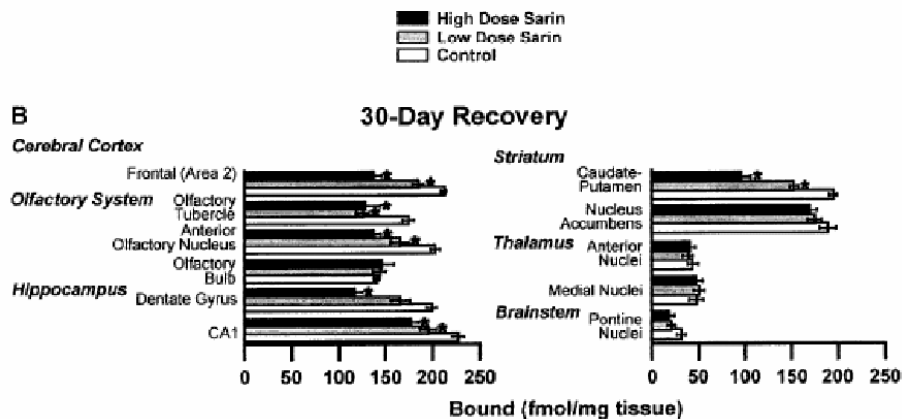 High Dose Sarin
Low Dose Sarin
Control
B
30-Day Recovery
Cerebral Cortex
Frontal (Area 2)
Olfactory System
Olfactory
Tubercle
Anterior
Olfactory Nucleus
Olfactory
Bulb
Hippocampus
Dentate Gyrus
CA1
0 50 100 150 200 250
Striatum
Caudate-
Putamen
Nucleus
Accumbens
Thalamus
Anterior
Nuclei
Medial Nuclei
Brainstem
Pontine
Nuclei
0 50 100 150 200 250
Bound (fmol/mg tissue)